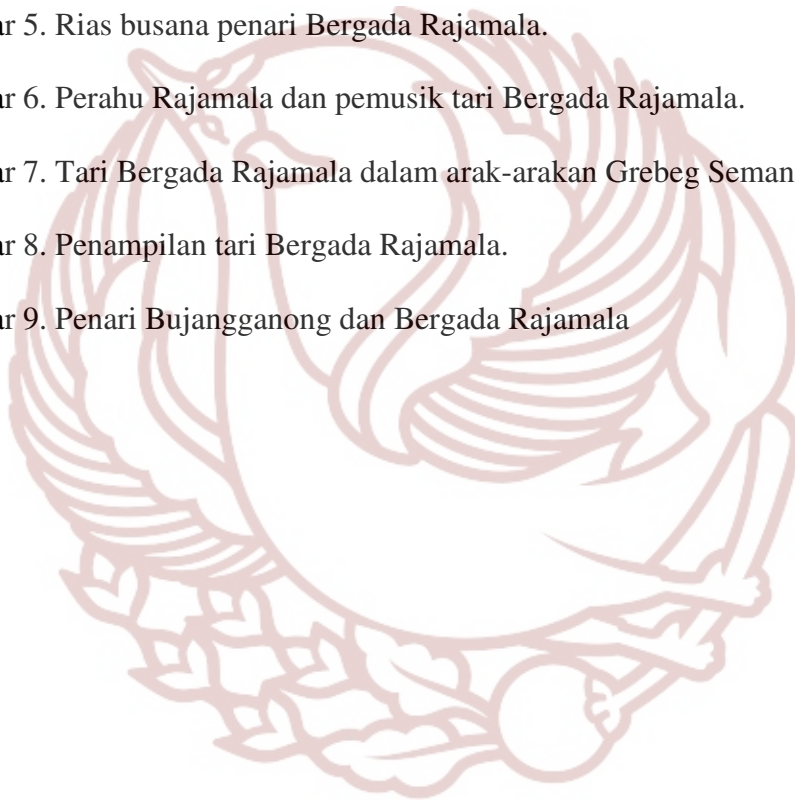 ar 5. Rias busana penari Bergada Rajamala.
ar 6. Perahu Rajamala dan pemusik tari Bergada Rajamala.
ar 7. Tari Bergada Rajamala dalam arak-arakan Grebeg Seman
ar 8. Penampilan tari Bergada Rajamala.
ar 9. Penari Bujangganong dan Bergada Rajamala